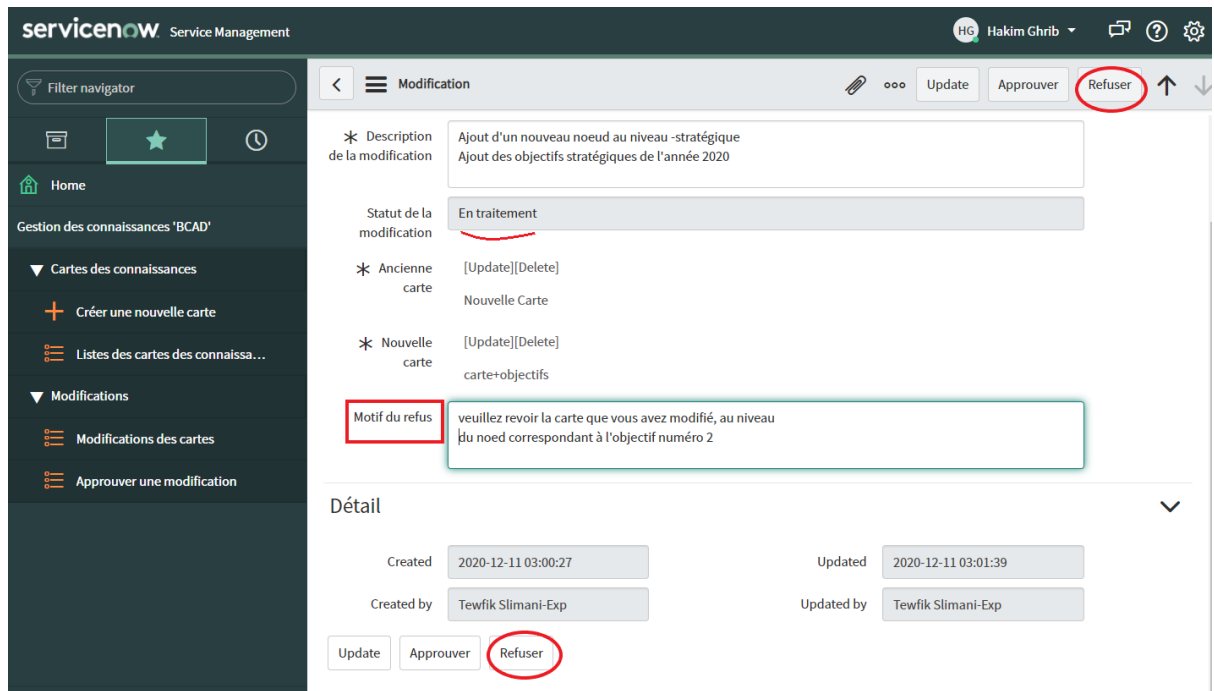 servicenow Service Management
HG Hakim Ghrib
Filter navigator
Home
Gestion des connaissances 'BCAD'
Cartes des connaissances
Créer une nouvelle carte
Listes des cartes des connaissa...
Modifications
Modifications des cartes
Approuver une modification
Modification
Update Approuver Refuser
Description
de la modification
Ajout d'un nouveau noeud au niveau -stratégique
Ajout des objectifs stratégiques de l'année 2020
Statut de la
modification
En traitement
Ancienne
carte
[Update][Delete]
Nouvelle Carte
Nouvelle
carte
[Update][Delete]
carte+objectifs
Motif du refus
veuillez revoir la carte que vous avez modifié, au niveau
du noed correspondant à l'objectif numéro 2
Détail
Created 2020-12-11 03:00:27 Updated 2020-12-11 03:01:39
Created by Tewfik Slimani-Exp Updated by Tewfik Slimani-Exp
Update Approuver Refuser